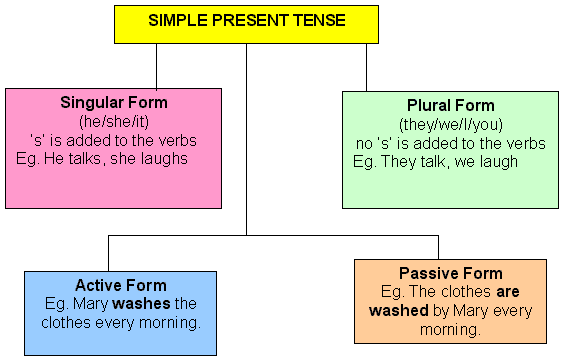 SIMPLE PRESENT TENSE
Singular Form
(he/she/it)
‘s’ is added to the verbs
Eg. He talks, she laughs
Plural Form
(they/we/I/you)
no ‘s’ is added to the verbs
Eg. They talk, we laugh
Active Form
Eg. Mary washes the
clothes every morning.
Passive Form
Eg. The clothes are
washed by Mary every
morning.